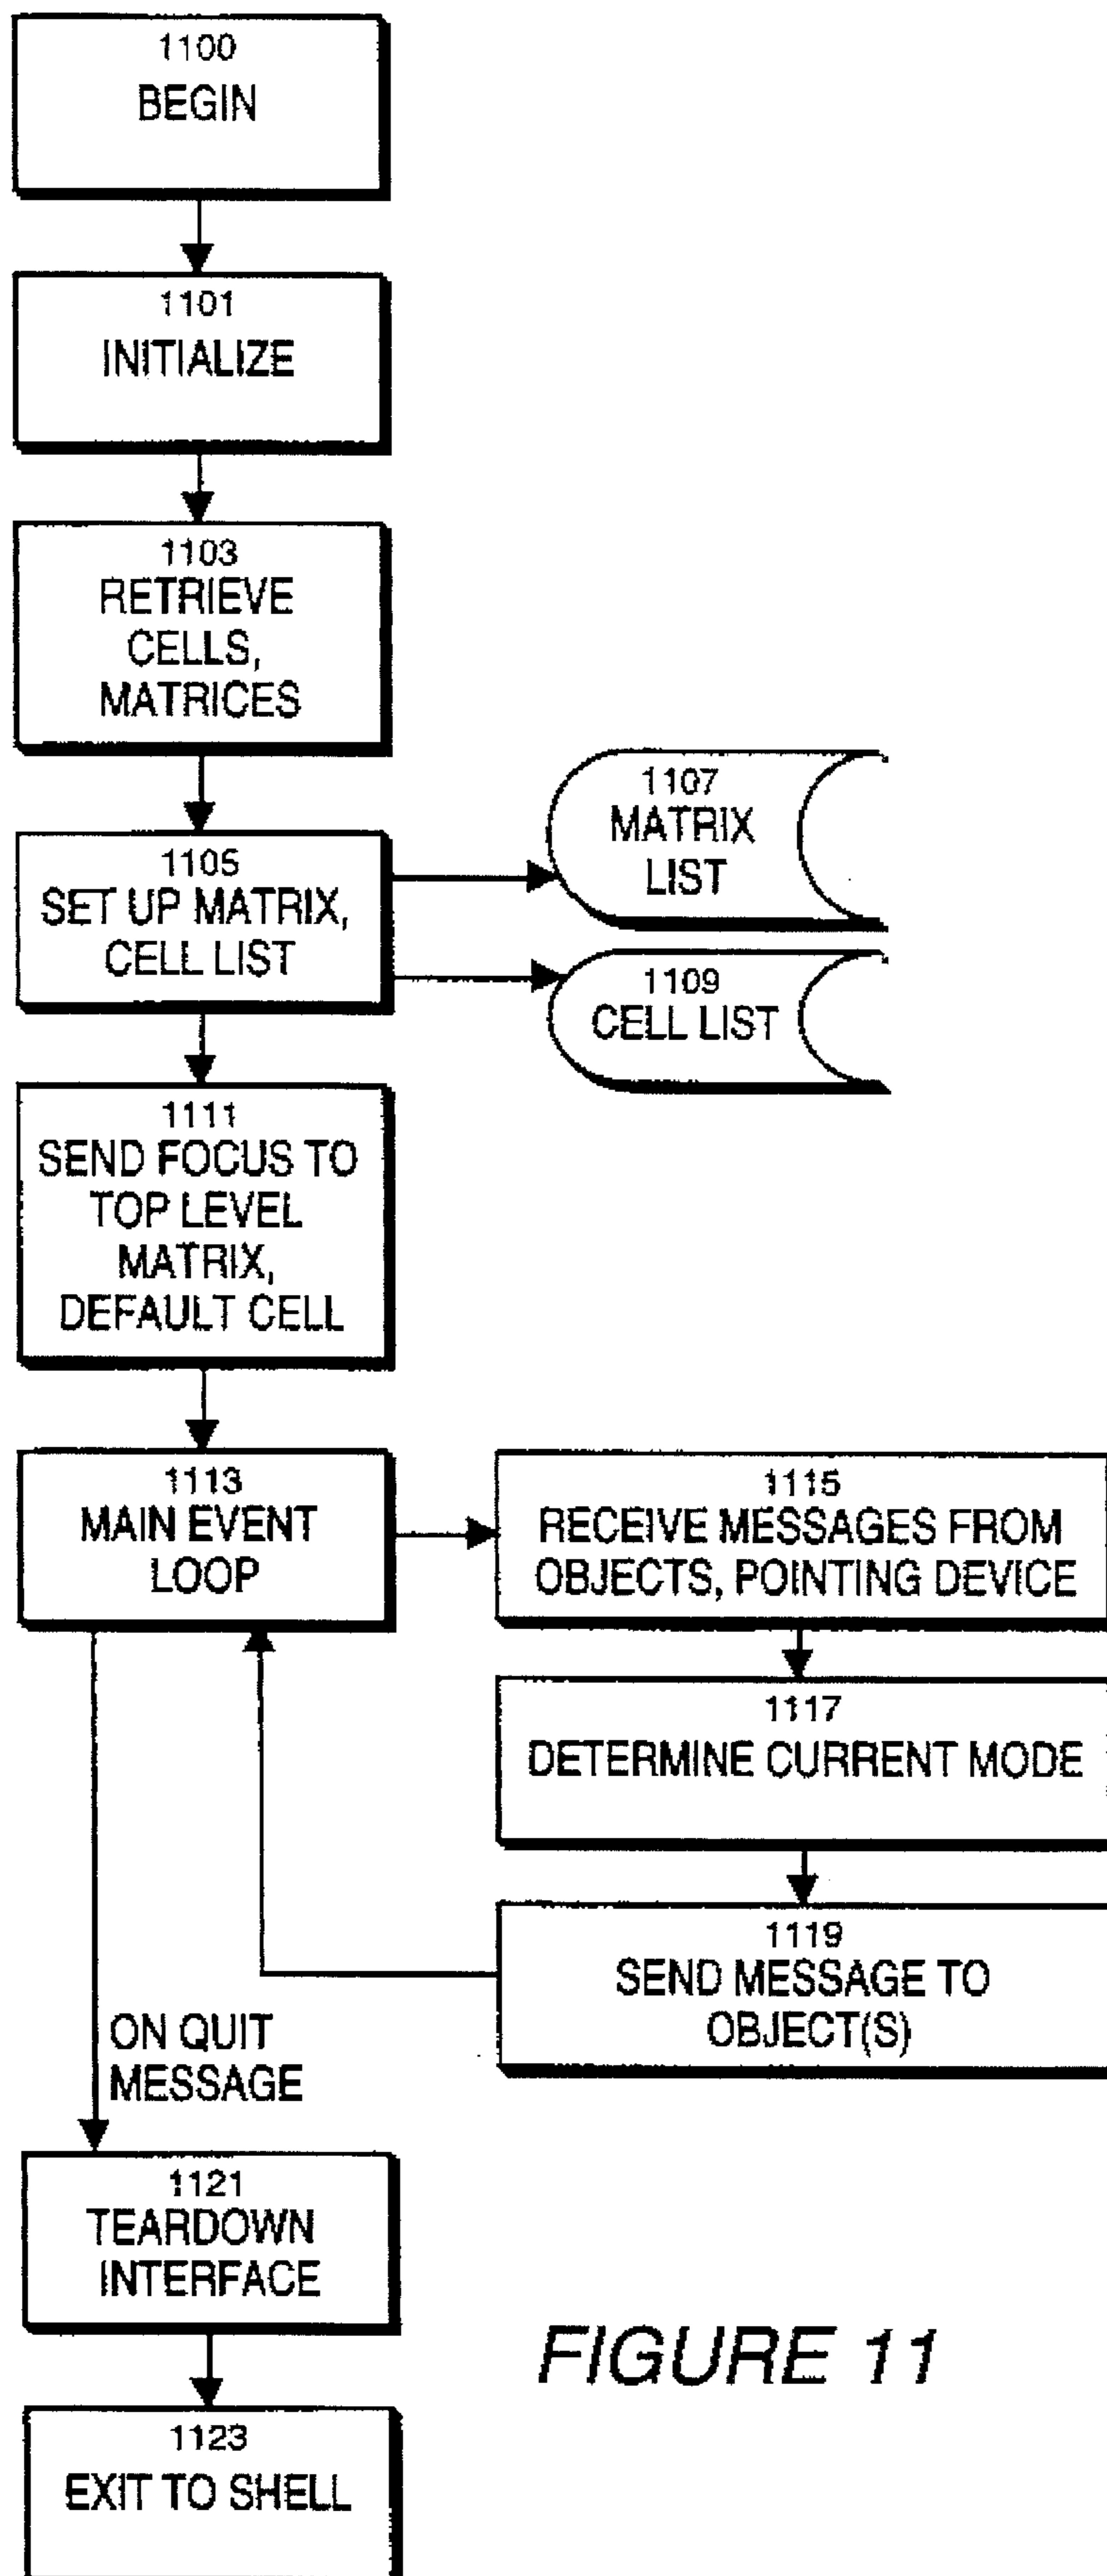 1100
BEGIN
1101
INITIALIZE
1103
RETRIEVE
CELLS,
MATRICES
1105
SET UP MATRIX,
CELL LIST
1107
MATRIX
LIST
1109
CELL LIST
1111
SEND FOCUS TO
TOP LEVEL
MATRIX,
DEFAULT CELL
1113
MAIN EVENT
LOOP
1115
RECEIVE MESSAGES FROM
OBJECTS, POINTING DEVICE
1117
DETERMINE CURRENT MODE
1119
SEND MESSAGE TO
OBJECT(S)
ON QUIT
MESSAGE
1121
TEARDOWN
INTERFACE
1123
EXIT TO SHELL
FIGURE 11